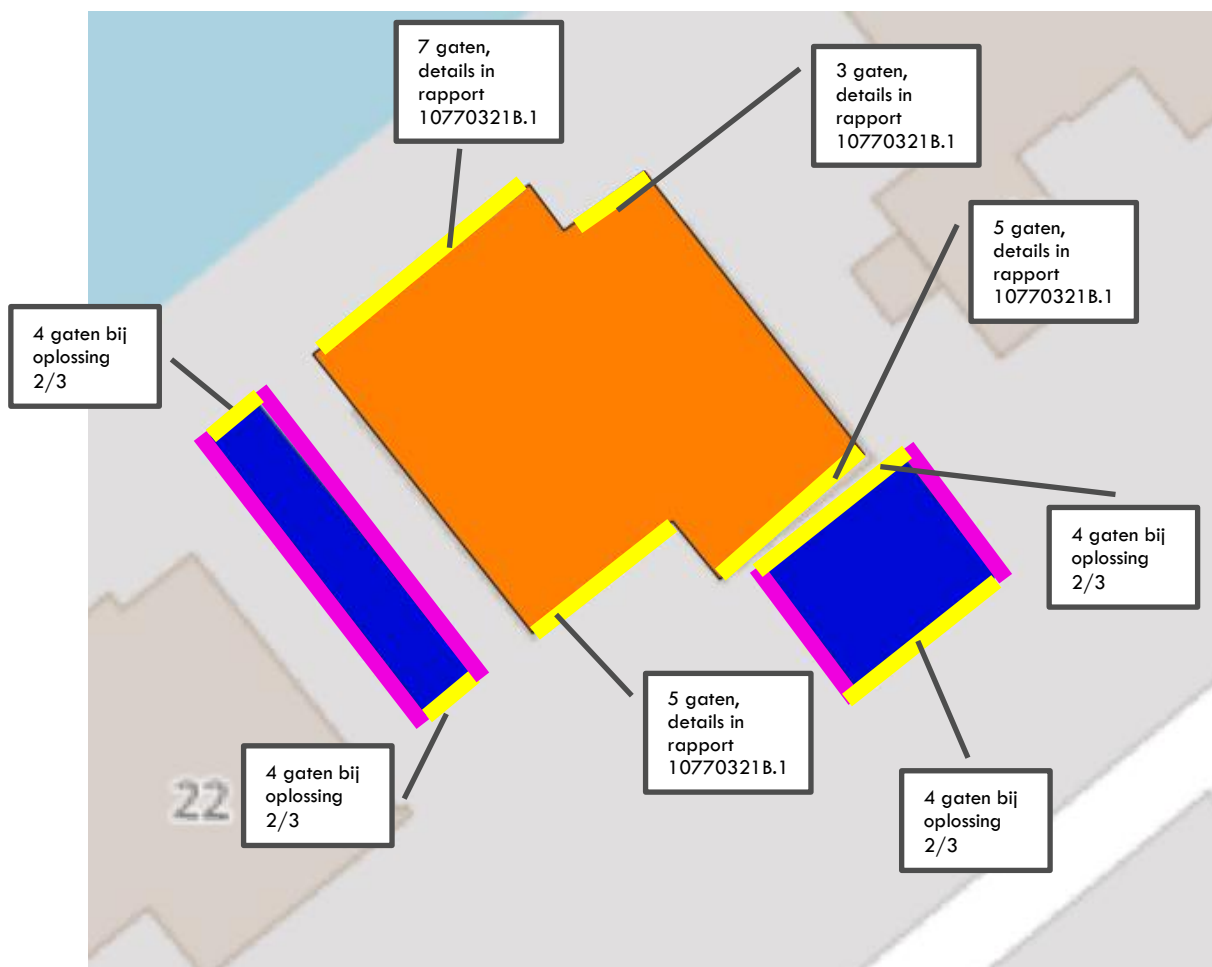 7 gaten,
details in
rapport
10770321B.1
3 gaten,
details in
rapport
10770321B.1
5 gaten,
details in
rapport
10770321B.1
4 gaten bij
oplossing
2/3
4 gaten bij
oplossing
2/3
5 gaten,
details in
rapport
10770321B.1
4 gaten bij
oplossing
2/3
4 gaten bij
oplossing
2/3
22